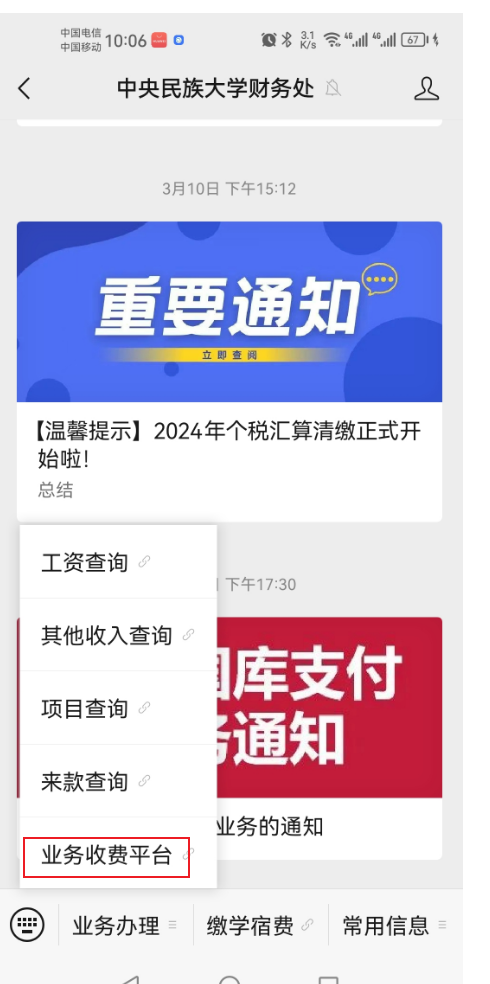 中国电信
中国移动
10:06
3.1
K/s
46
46
67
中央民族大学财务处
3月10日 下午15:12
重要通知
立即查阅
【温馨提示】2024年个税汇算清缴正式开
始啦！
总结
下午17:30
库支付
通知
业务的通知
工资查询
其他收入查询
项目查询
来款查询
业务收费平台
业务办理
缴学宿费
常用信息